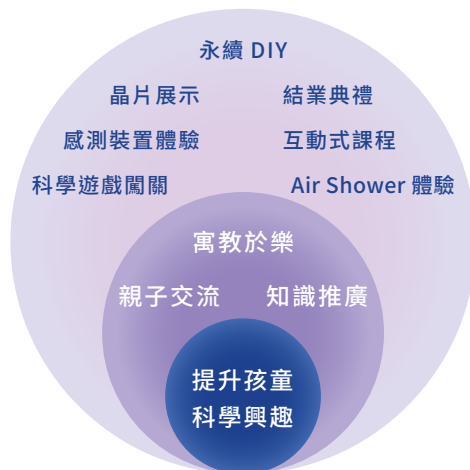 永續 DIY
晶片展示 結業典禮
感測裝置體驗 互動式課程
科學遊戲闖關 Air Shower 體驗
寓教於樂
親子交流 知識推廣
提升孩童
科學興趣